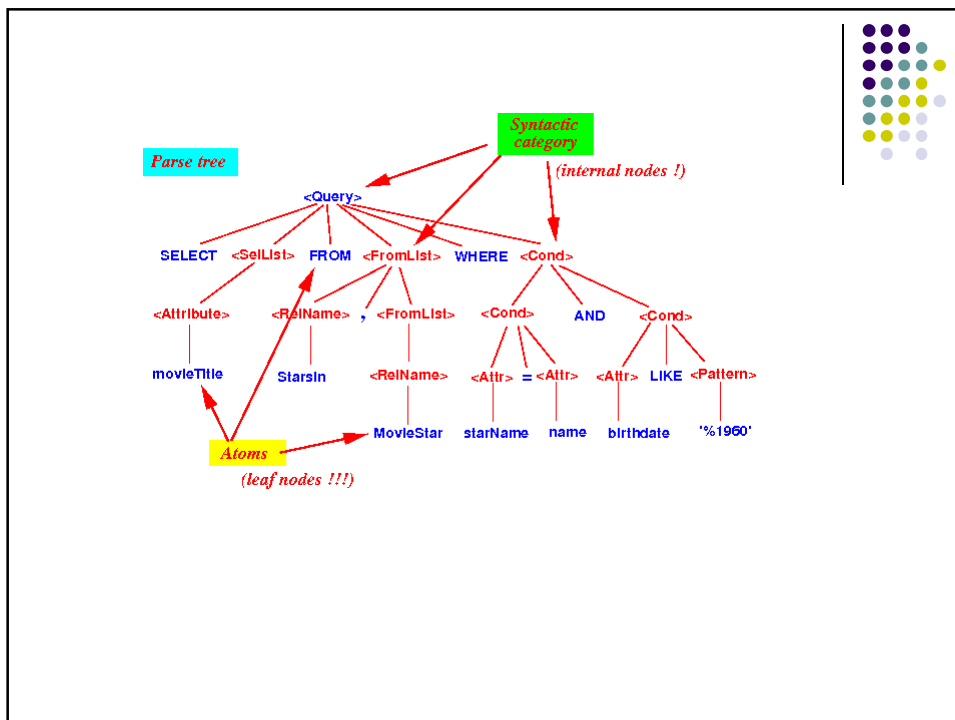 Syntactic
category
Parse tree
(internal nodes !)
<Query>
SELECT <SelList> FROM <FromList> WHERE <Cond>
<Attribute> <RelName> , <FromList> <Cond> AND <Cond>
movieTitle StarsIn <RelName> <Attr> = <Attr> <Attr> LIKE <Pattern>
MovieStar starName name birthdate '%1960'
Atoms
(leaf nodes !!!)